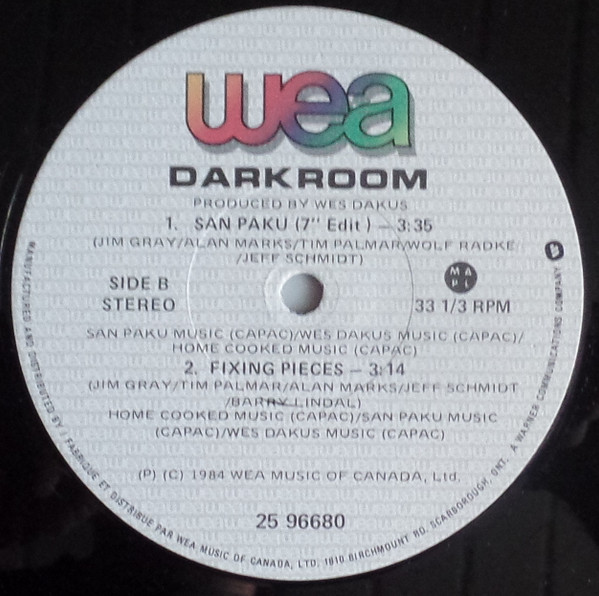 wea
DARKROOM
PRODUCED BY WES DAKUS
1. SAN PAKU (7" Edit ) — 3:35
(JIM GRAY/ALAN MARKS/TIM PALMAR/WOLF RADKE
/JEFF SCHMIDT)
SIDE B
STEREO
MAPL
33 1/3 RPM
SAN PAKU MUSIC (CAPAC)/WES DAKUS MUSIC (CAPAC)/
HOME COOKED MUSIC (CAPAC)
2. FIXING PIECES — 3:14
(JIM GRAY/TIM PALMAR/ALAN MARKS/JEFF SCHMIDT
/BARRY LINDAL)
HOME COOKED MUSIC (CAPAC)/SAN PAKU MUSIC
(CAPAC)/WES DAKUS MUSIC (CAPAC)
(P) (C) 1984 WEA MUSIC OF CANADA, Ltd.
25 96680
MANUFACTURED AND DISTRIBUTED BY / FABRIQUE ET DISTRIBUE PAR WEA MUSIC OF CANADA, LTD. 1810 BIRCHMOUNT RD. SCARBOROUGH, ONT. A WARNER COMMUNICATIONS COMPANY